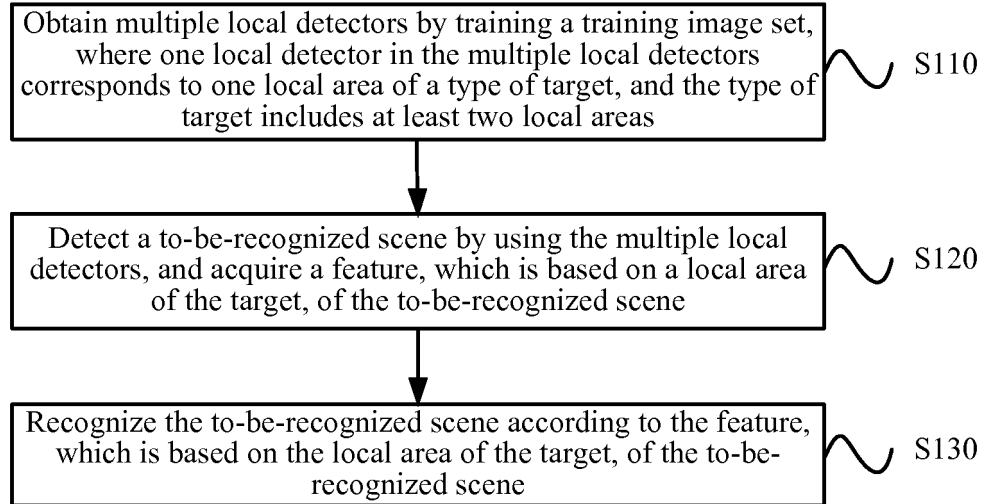 Obtain multiple local detectors by training a training image set,
where one local detector in the multiple local detectors
corresponds to one local area of a type of target, and the type of
target includes at least two local areas
S110
Detect a to-be-recognized scene by using the multiple local
detectors, and acquire a feature, which is based on a local area
of the target, of the to-be-recognized scene
S120
Recognize the to-be-recognized scene according to the feature,
which is based on the local area of the target, of the to-be-
recognized scene
S130